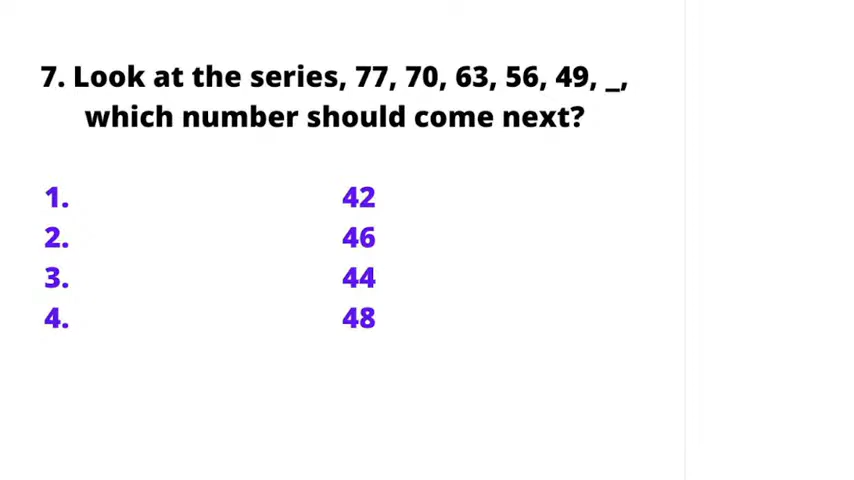 7. Look at the series, 77, 70, 63, 56, 49, _,
which number should come next?
1. 42
2. 46
3. 44
4. 48